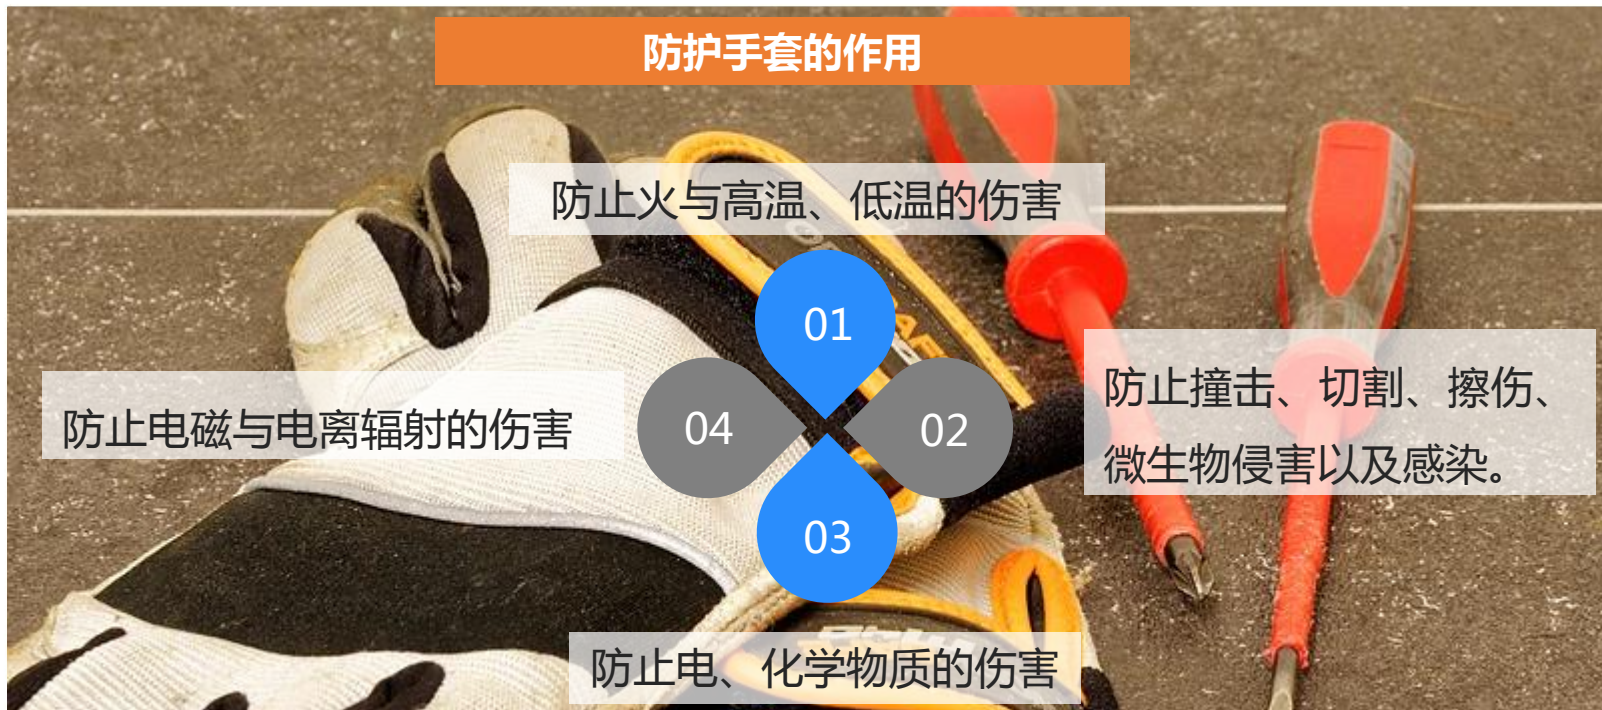 防护手套的作用
防止火与高温、低温的伤害
01
防止撞击、切割、擦伤、
微生物侵害以及感染。
02
03
防止电、化学物质的伤害
04
防止电磁与电离辐射的伤害